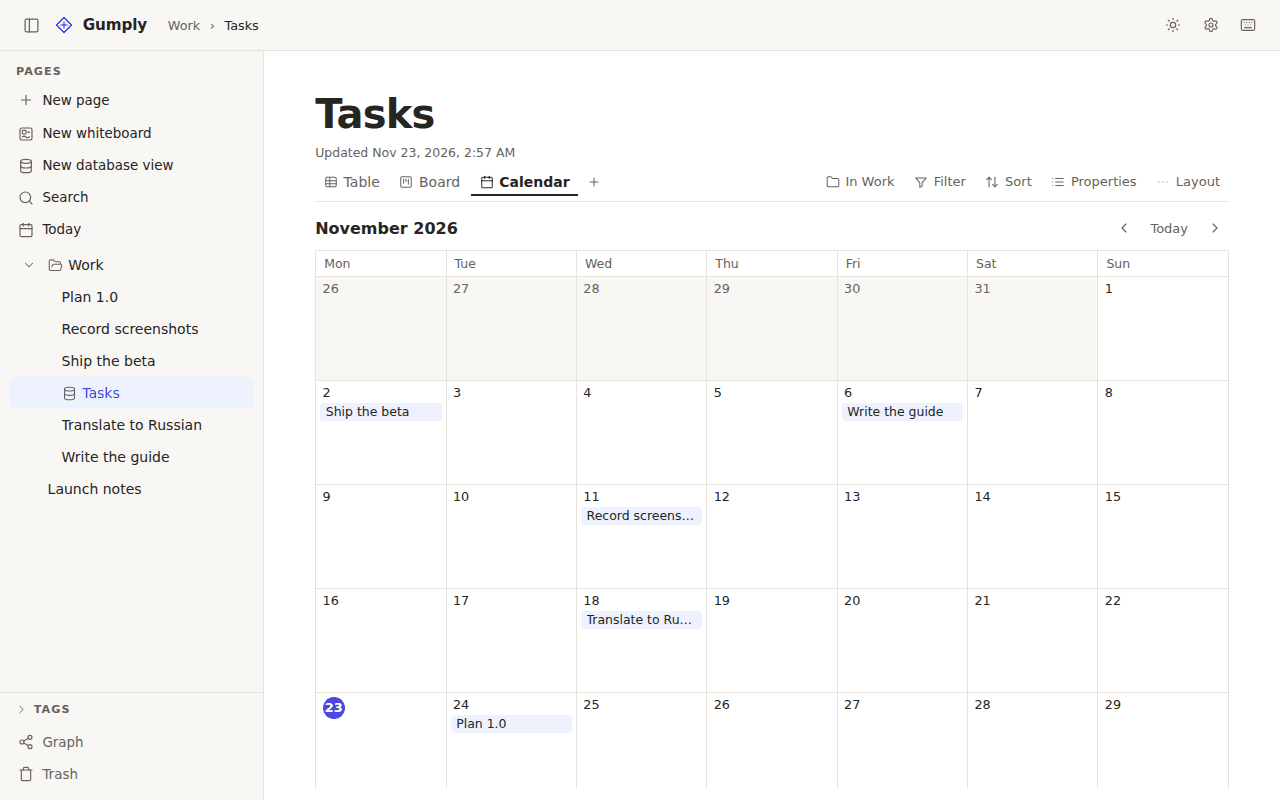 Gumply
Work › Tasks
PAGES
New page
New whiteboard
New database view
Search
Today
Work
Plan 1.0
Record screenshots
Ship the beta
Tasks
Translate to Russian
Write the guide
Launch notes
TAGS
Graph
Trash
Tasks
Updated Nov 23, 2026, 2:57 AM
Table Board Calendar
In Work Filter Sort Properties Layout
November 2026
Today
Mon Tue Wed Thu Fri Sat Sun
26 27 28 29 30 31 1
2 3 4 5 6 7 8
Ship the beta Write the guide
9 10 11 12 13 14 15
Record screens…
16 17 18 19 20 21 22
Translate to Ru…
23 24 25 26 27 28 29
Plan 1.0